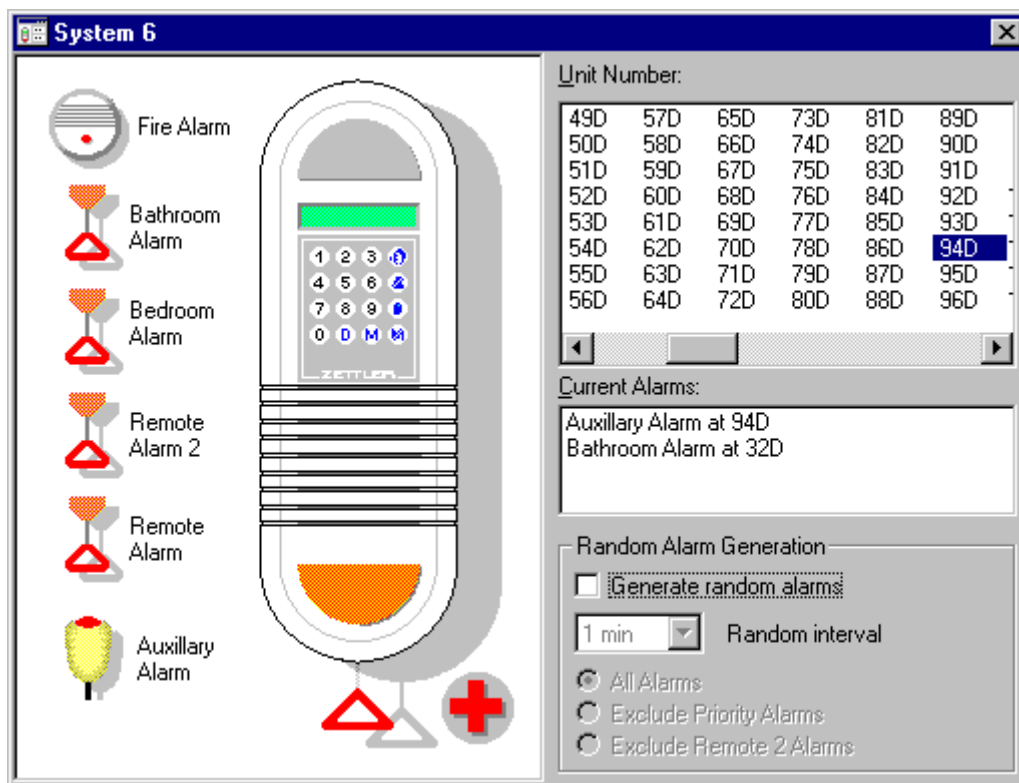 System 6
Fire Alarm
Bathroom
Alarm
Bedroom
Alarm
Remote
Alarm 2
Remote
Alarm
Auxillary
Alarm
1 2 3
4 5 6
7 8 9
0 D M
ZETTLER
Unit Number:
49D 57D 65D 73D 81D 89D
50D 58D 66D 74D 82D 90D
51D 59D 67D 75D 83D 91D
52D 60D 68D 76D 84D 92D
53D 61D 69D 77D 85D 93D
54D 62D 70D 78D 86D 94D
55D 63D 71D 79D 87D 95D
56D 64D 72D 80D 88D 96D
Current Alarms:
Auxillary Alarm at 94D
Bathroom Alarm at 32D
Random Alarm Generation
Generate random alarms
1 min Random interval
All Alarms
Exclude Priority Alarms
Exclude Remote 2 Alarms